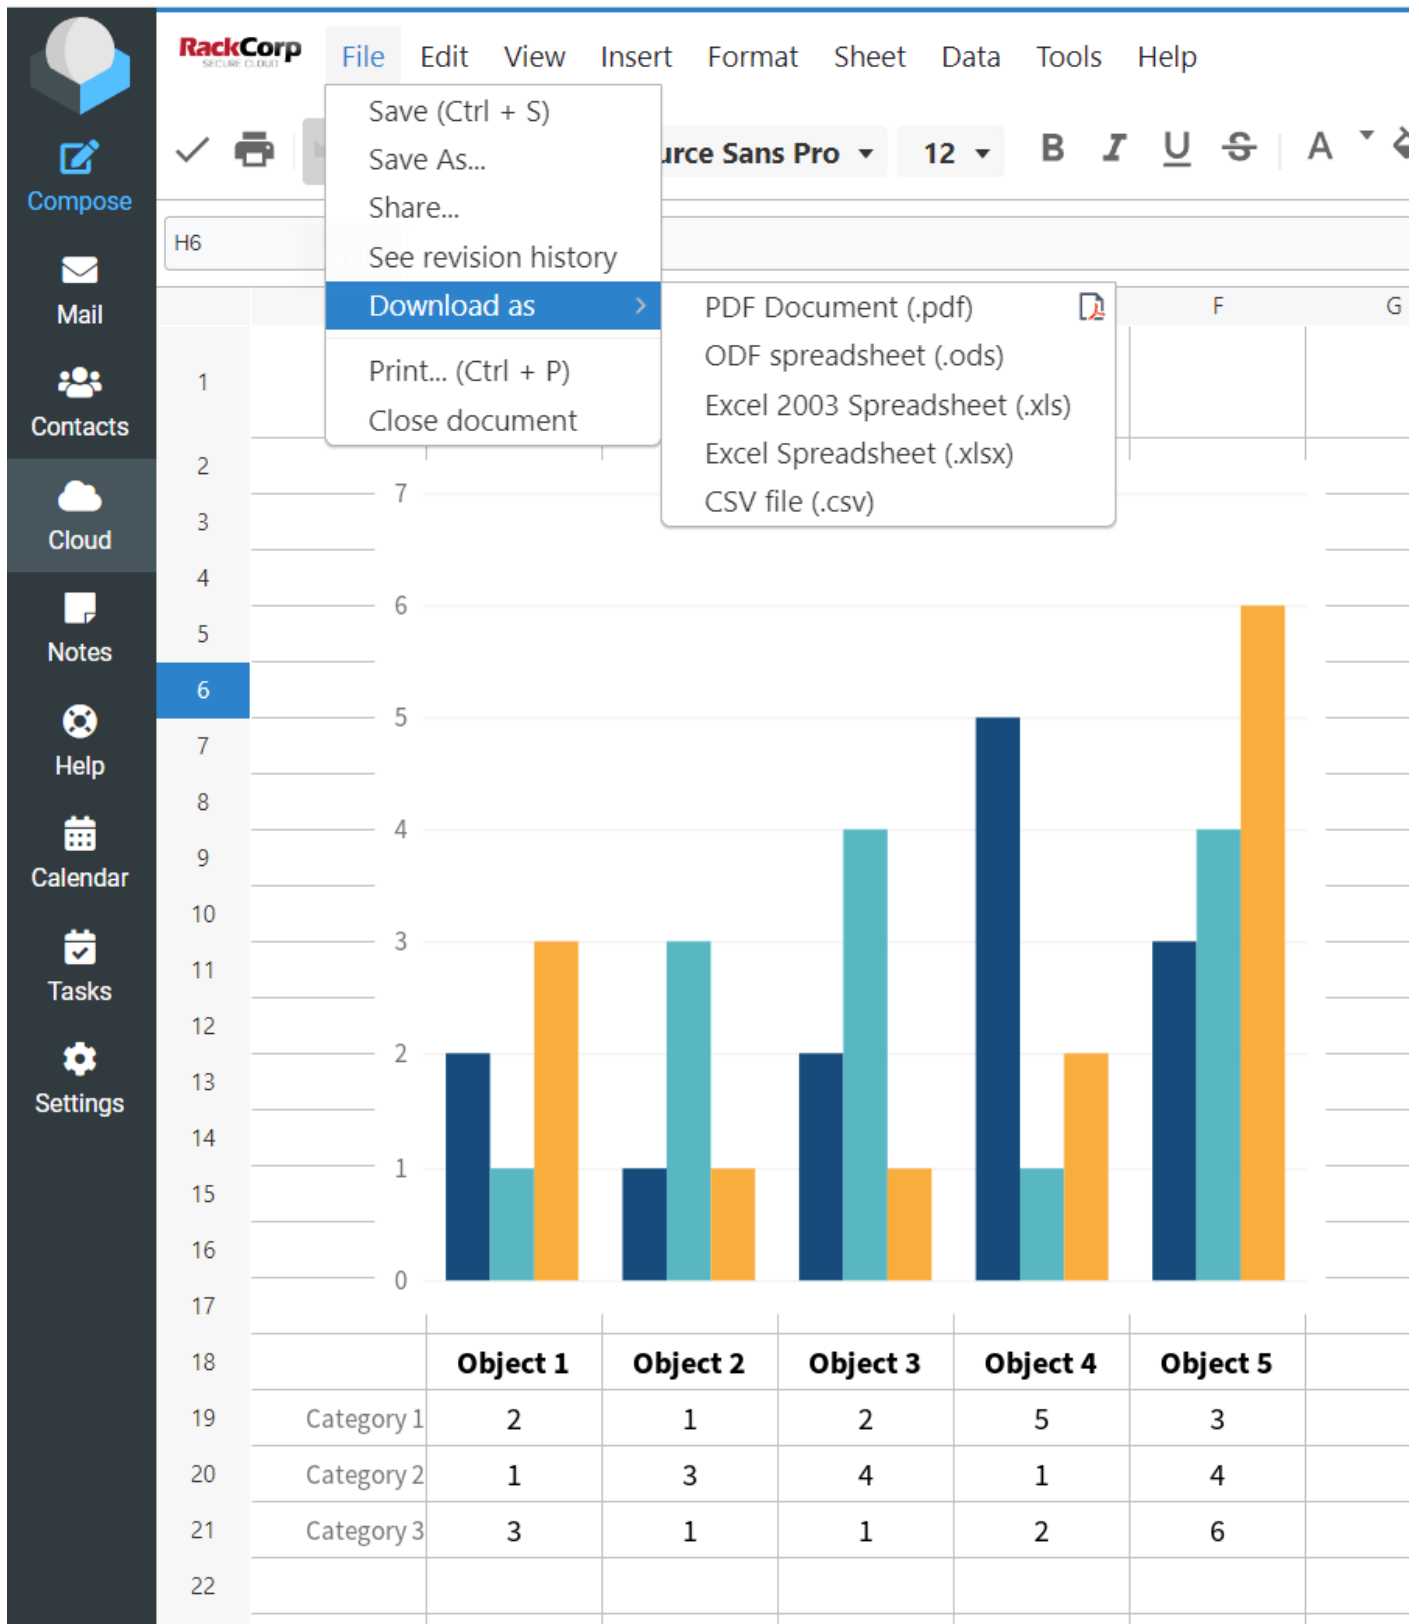 RackCorp
SECURE CLOUD
File Edit View Insert Format Sheet Data Tools Help
Save (Ctrl + S)
Save As...
Share...
See revision history
Download as
Print... (Ctrl + P)
Close document
PDF Document (.pdf)
ODF spreadsheet (.ods)
Excel 2003 Spreadsheet (.xls)
Excel Spreadsheet (.xlsx)
CSV file (.csv)
urce Sans Pro 12 B I U S A
H6
F G
Compose
Mail
Contacts
Cloud
Notes
Help
Calendar
Tasks
Settings
1
2
3
4
5
6
7
8
9
10
11
12
13
14
15
16
17
7
6
5
4
3
2
1
0
18 Object 1 Object 2 Object 3 Object 4 Object 5
19 Category 1 2 1 2 5 3
20 Category 2 1 3 4 1 4
21 Category 3 3 1 1 2 6
22